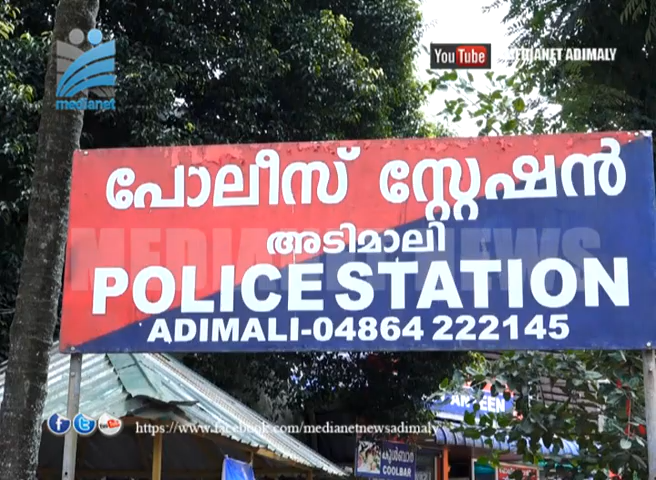 medianet
YouTube MEDIANET ADIMALY
പോലീസ് സ്റ്റേഷൻ
അടിമാലി
MEDIANET NEWS
POLICE STATION
ADIMALI-04864 222145
https://www.facebook.com/medianetnewsadimaly
കൂൾബാർ
COOLBAR